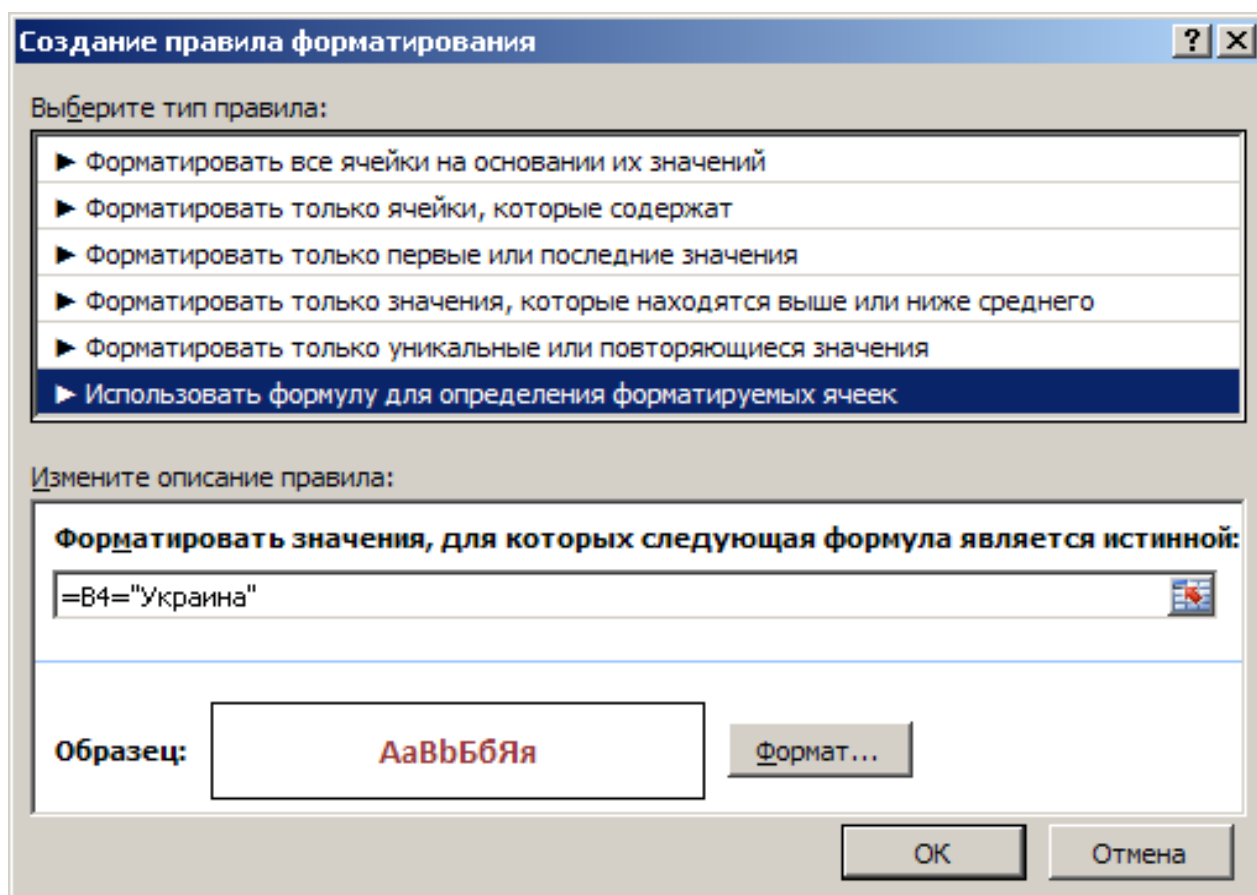 Создание правила форматирования
Выберите тип правила:
► Форматировать все ячейки на основании их значений
► Форматировать только ячейки, которые содержат
► Форматировать только первые или последние значения
► Форматировать только значения, которые находятся выше или ниже среднего
► Форматировать только уникальные или повторяющиеся значения
► Использовать формулу для определения форматируемых ячеек
Измените описание правила:
Форматировать значения, для которых следующая формула является истинной:
=B4="Украина"
Образец: АаВbБбЯя Формат...
ОК Отмена